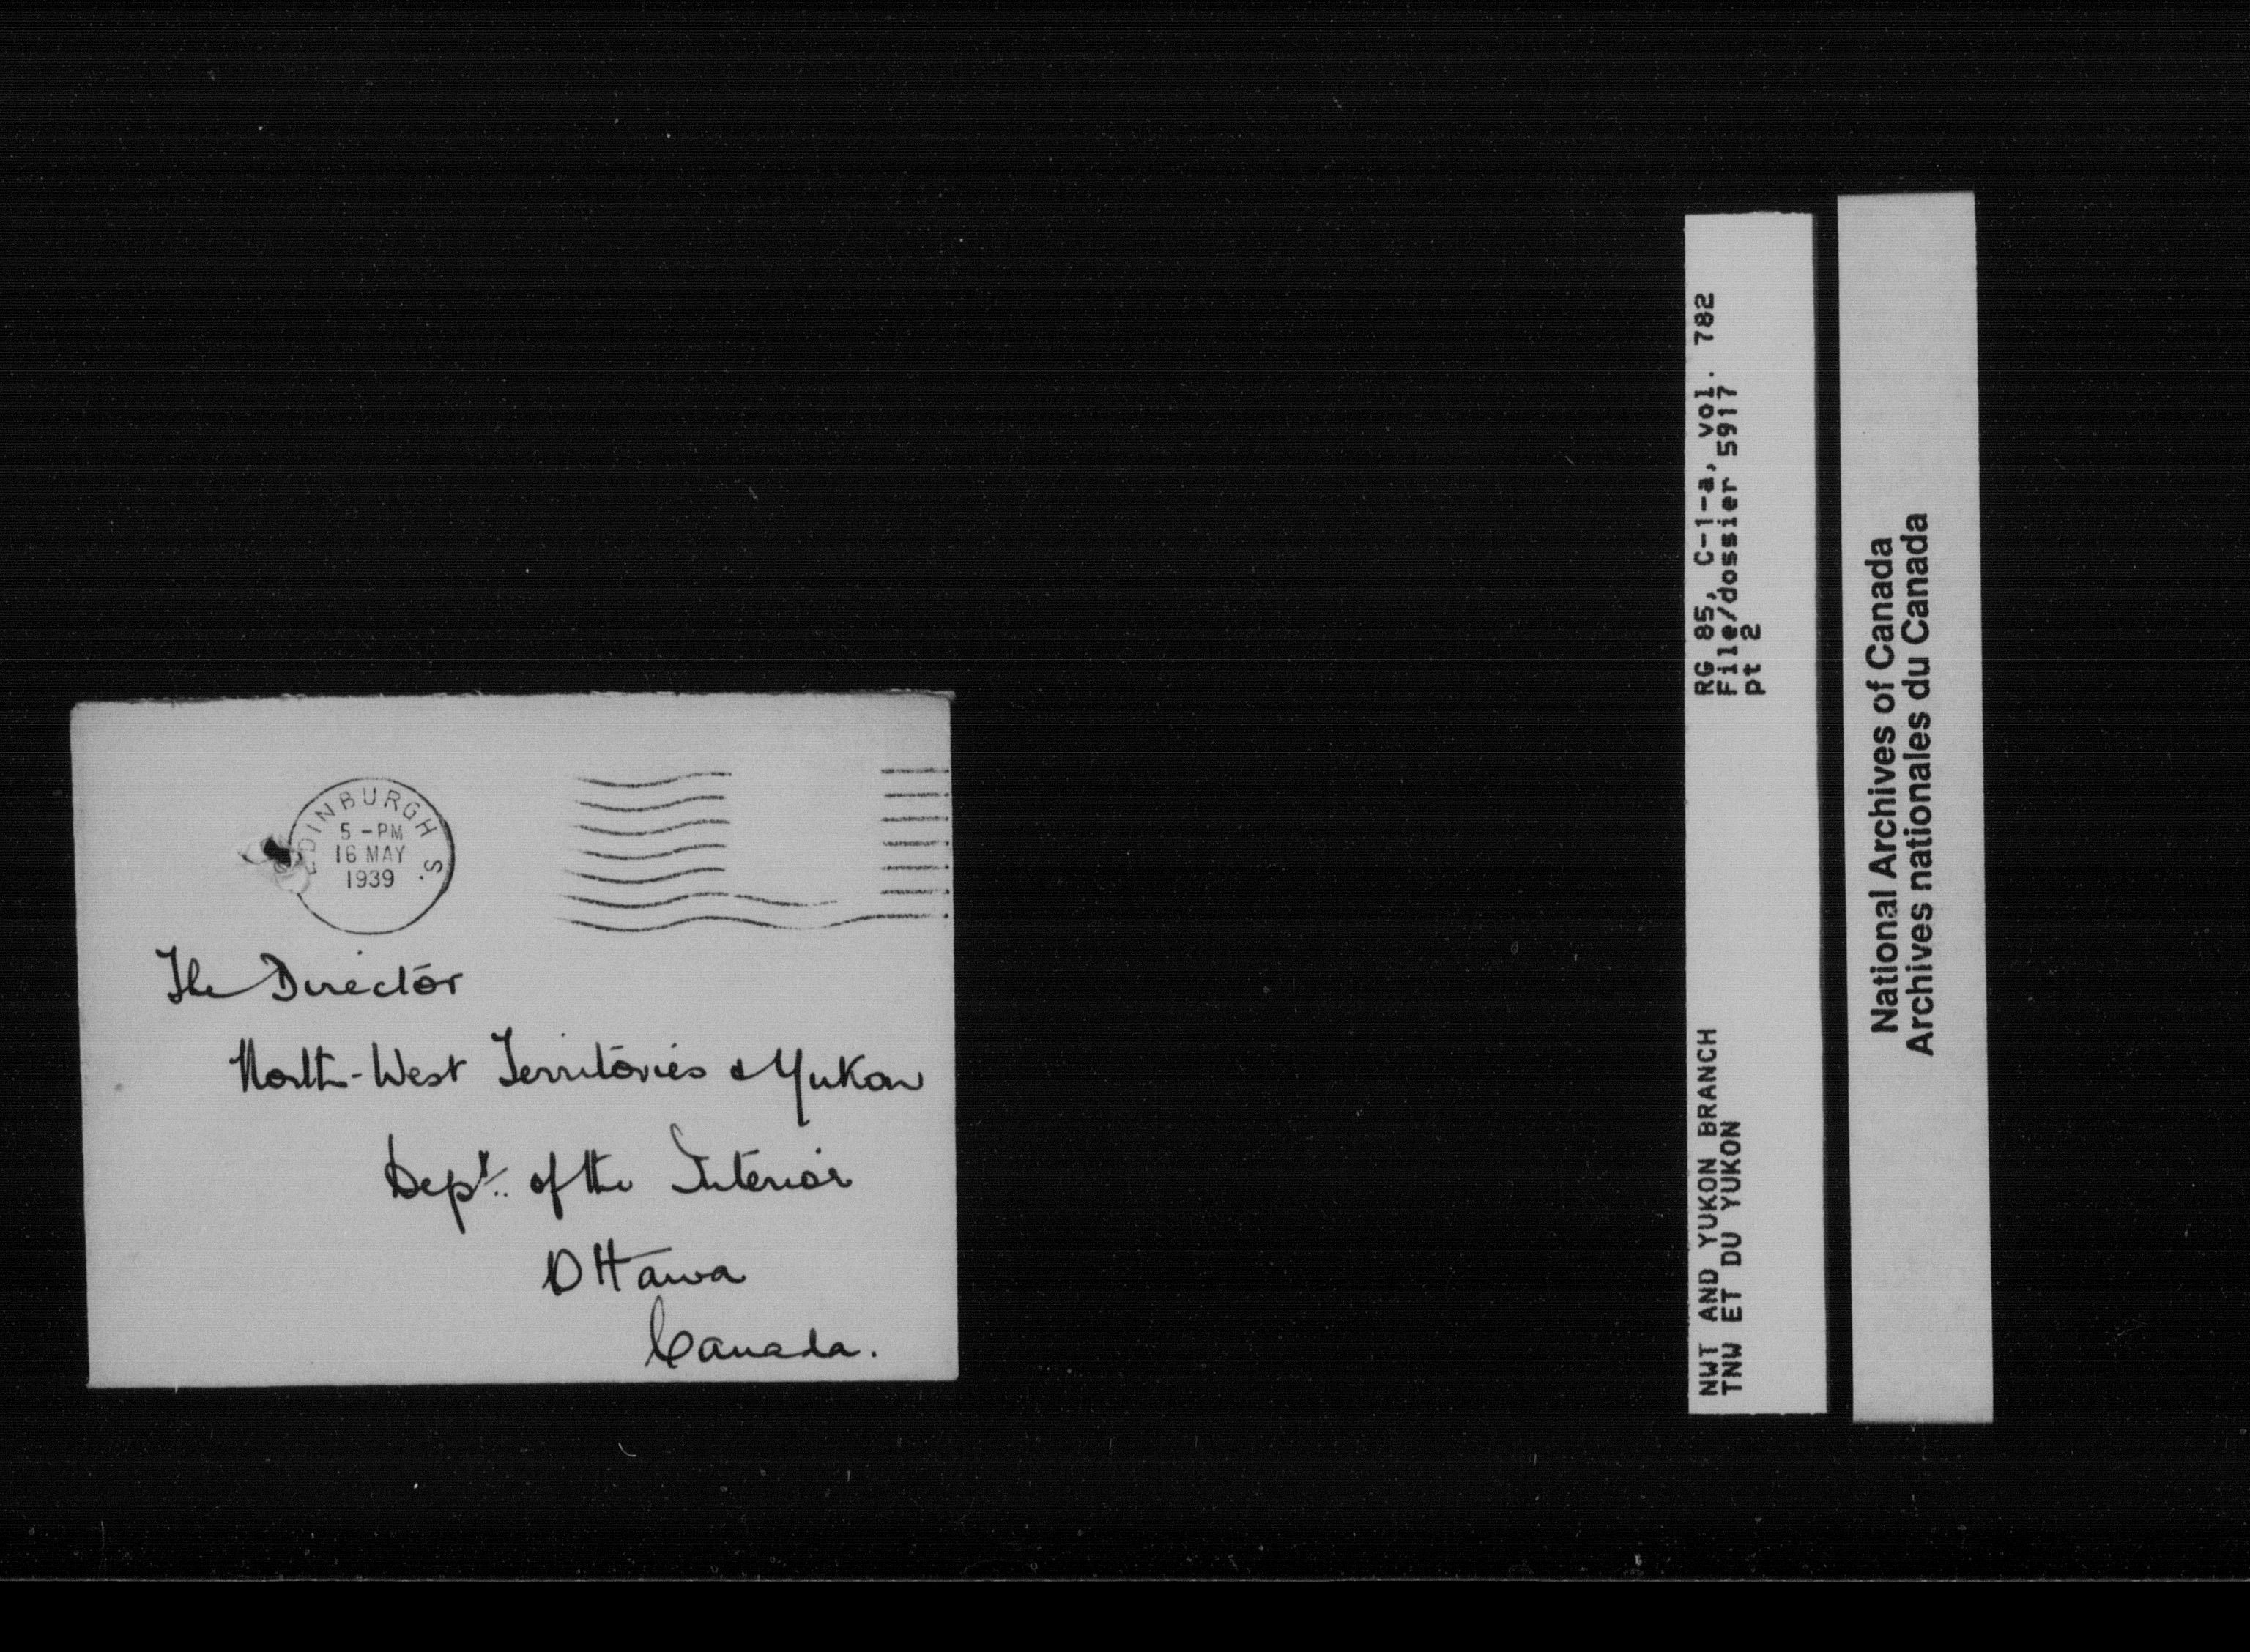 EDINBURGH S.
5 - PM
16 MAY
1939
The Director
North-West Territories & Yukon
Dept. of the Interior
Ottawa
Canada.
RG 85, C-1-a, vol. 782
File/dossier 5917
pt 2
NWT AND YUKON BRANCH
TNW ET DU YUKON
National Archives of Canada
Archives nationales du Canada